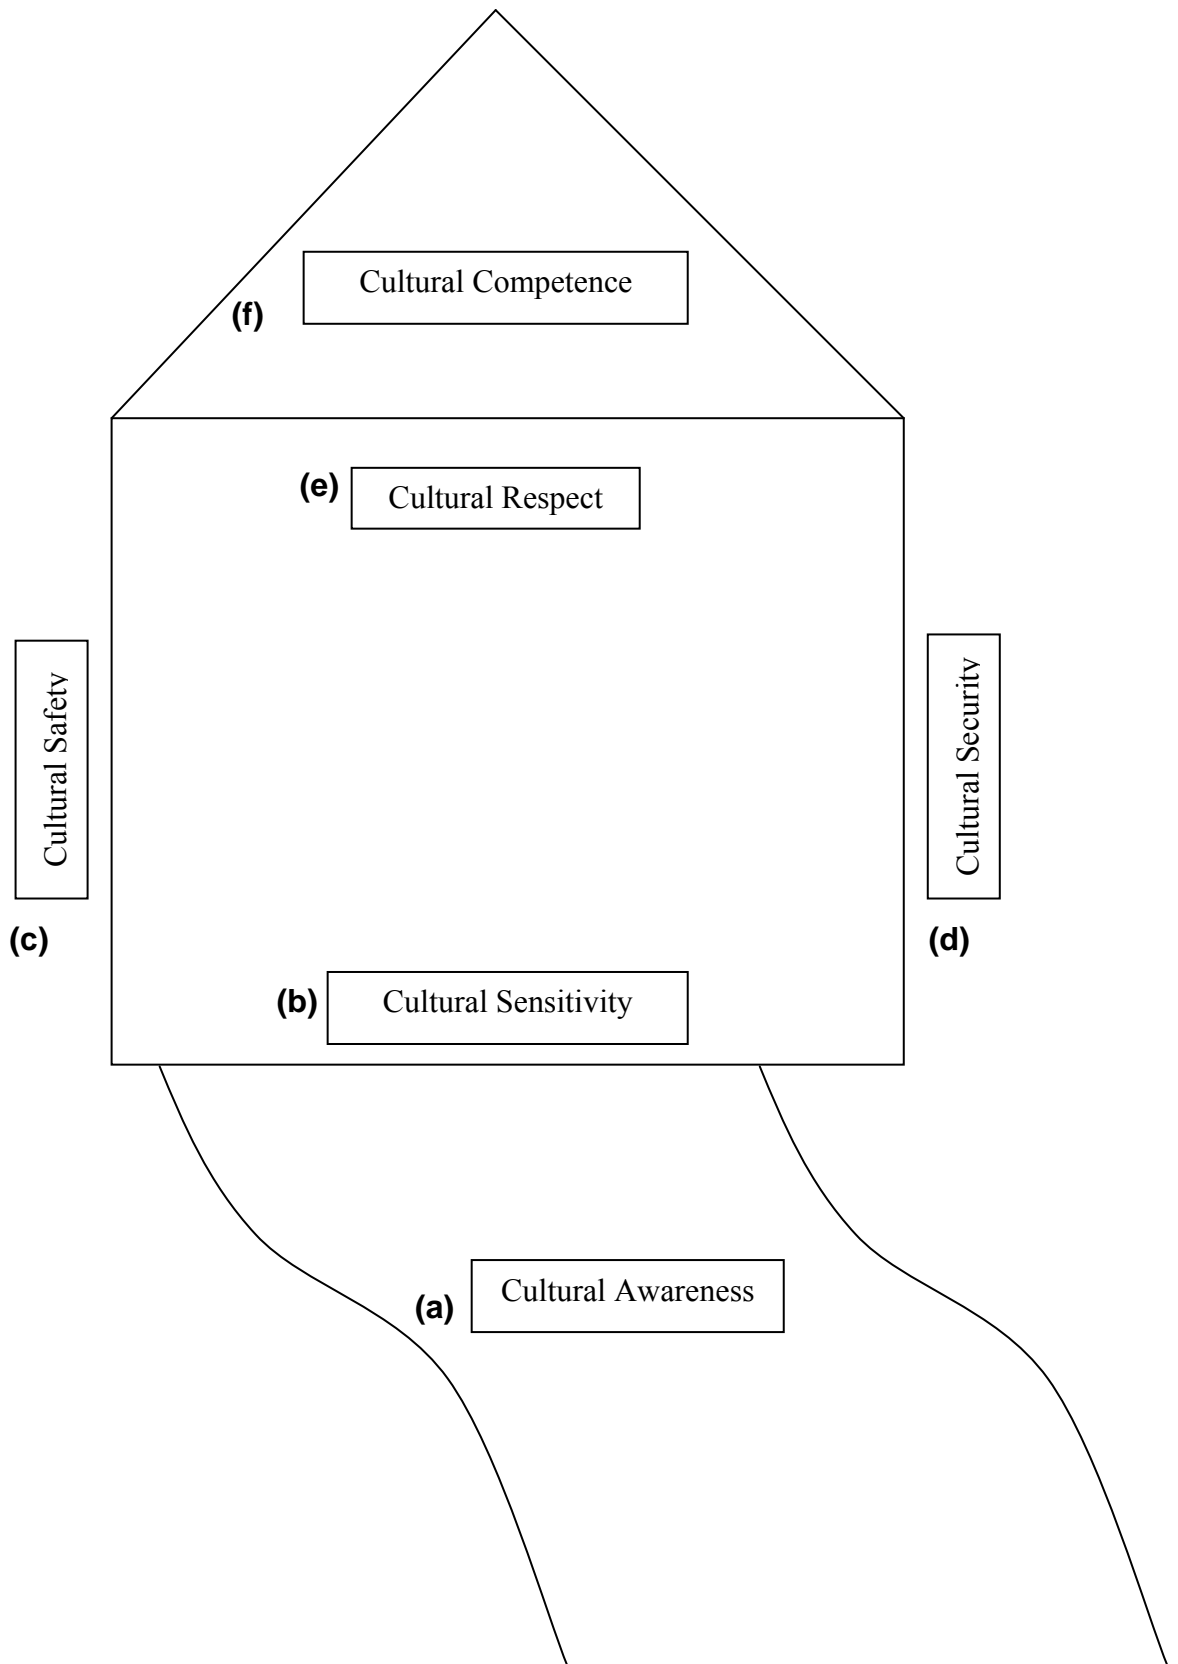 Cultural Competence
(f)
(e)
Cultural Respect
Cultural Safety
Cultural Security
(c)
(d)
(b)
Cultural Sensitivity
Cultural Awareness
(a)